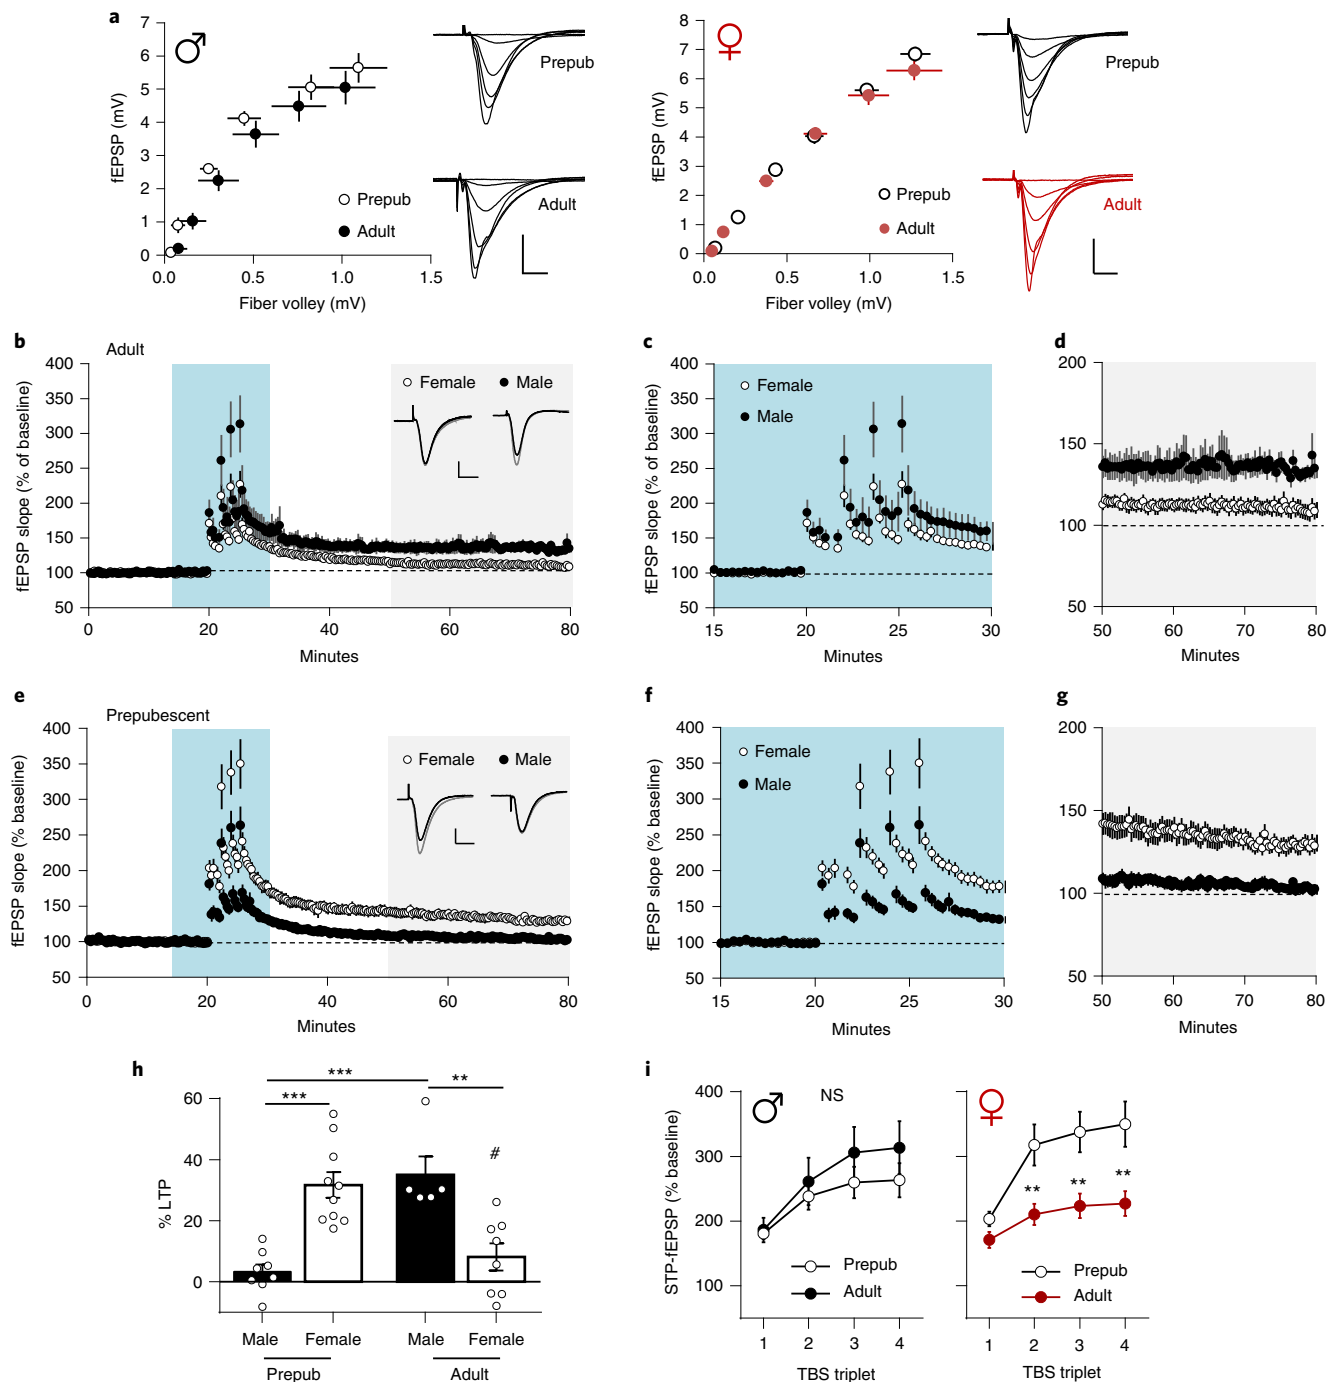 a
7
6
5
4
3
2
1
0
fEPSP (mV)
0.0
0.5
1.0
1.5
Fiber volley (mV)
Prepub
Adult
Prepub
Adult
8
7
6
5
4
3
2
1
0
fEPSP (mV)
0.0
0.5
1.0
1.5
Fiber volley (mV)
Prepub
Adult
Prepub
Adult
b
Adult
400
350
300
250
200
150
100
50
fEPSP slope (% of baseline)
Female
Male
0
20
40
60
80
Minutes
c
400
350
300
250
200
150
100
50
fEPSP slope (% of baseline)
Female
Male
15
20
25
30
Minutes
d
200
150
100
50
50
60
70
80
Minutes
e
Prepubescent
400
350
300
250
200
150
100
50
fEPSP slope (% baseline)
Female
Male
0
20
40
60
80
Minutes
f
400
350
300
250
200
150
100
50
fEPSP slope (% baseline)
Female
Male
15
20
25
30
Minutes
g
200
150
100
50
50
60
70
80
Minutes
h
60
40
20
0
% LTP
***
***
**
#
Male
Female
Male
Female
Prepub
Adult
i
400
300
200
100
STP-fEPSP (% baseline)
NS
Prepub
Adult
1
2
3
4
TBS triplet
**
**
**
Prepub
Adult
1
2
3
4
TBS triplet